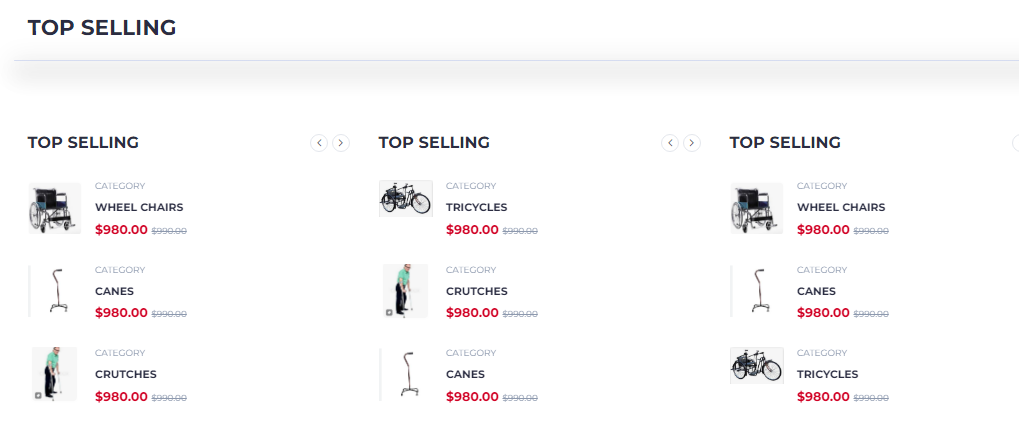 TOP SELLING
TOP SELLING
CATEGORY
WHEEL CHAIRS
$980.00 $990.00
CATEGORY
CANES
$980.00 $990.00
CATEGORY
CRUTCHES
$980.00 $990.00
TOP SELLING
CATEGORY
TRICYCLES
$980.00 $990.00
CATEGORY
CRUTCHES
$980.00 $990.00
CATEGORY
CANES
$980.00 $990.00
TOP SELLING
CATEGORY
WHEEL CHAIRS
$980.00 $990.00
CATEGORY
CANES
$980.00 $990.00
CATEGORY
TRICYCLES
$980.00 $990.00